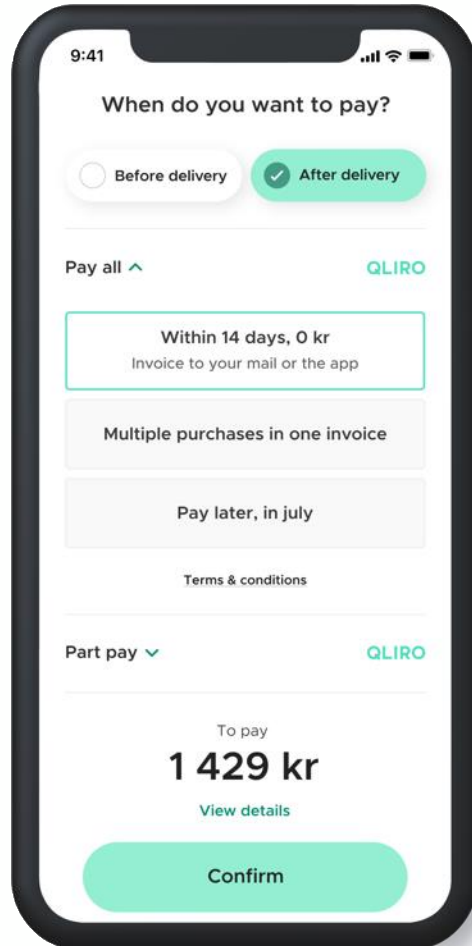 9:41
When do you want to pay?
Before delivery
After delivery
Pay all
QLIRO
Within 14 days, 0 kr
Invoice to your mail or the app
Multiple purchases in one invoice
Pay later, in july
Terms & conditions
Part pay
QLIRO
To pay
1 429 kr
View details
Confirm